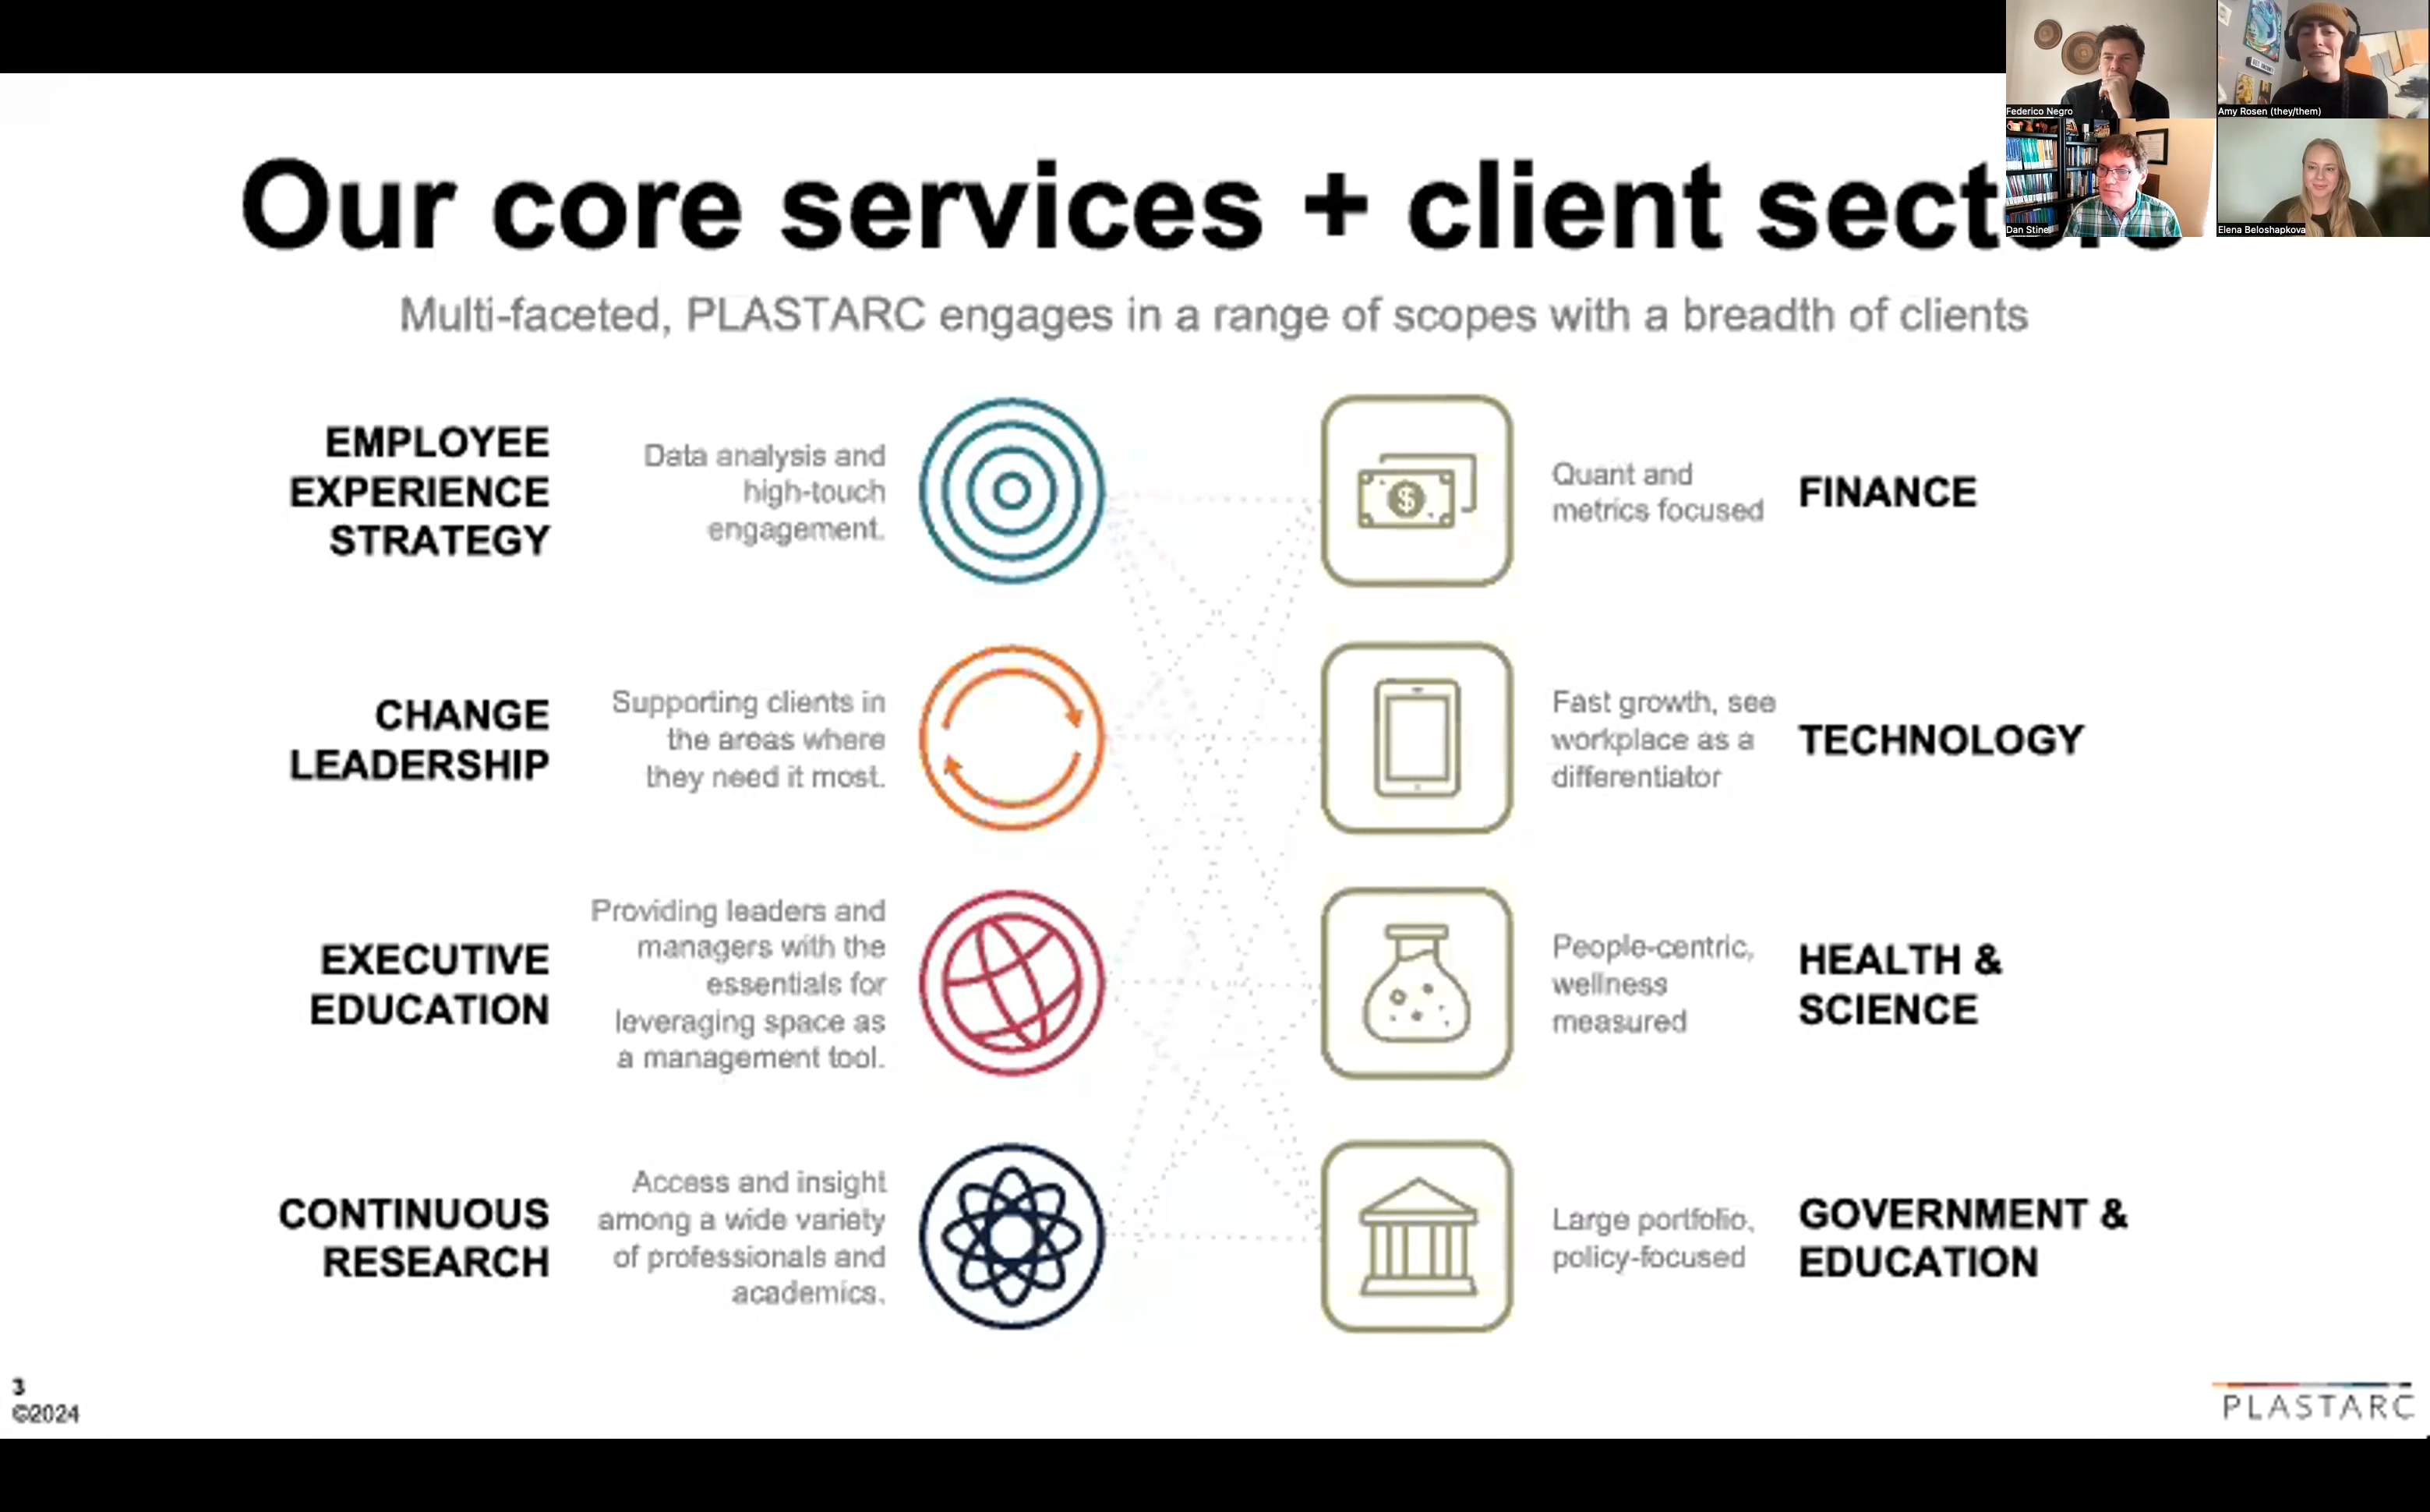 Our core services + client sectors
Multi-faceted, PLASTARC engages in a range of scopes with a breadth of clients
EMPLOYEE
EXPERIENCE
STRATEGY
Data analysis and
high-touch
engagement.
Quant and
metrics focused
FINANCE
CHANGE
LEADERSHIP
Supporting clients in
the areas where
they need it most.
Fast growth, see
workplace as a
differentiator
TECHNOLOGY
EXECUTIVE
EDUCATION
Providing leaders and
managers with the
essentials for
leveraging space as
a management tool.
People-centric,
wellness
measured
HEALTH &
SCIENCE
CONTINUOUS
RESEARCH
Access and insight
among a wide variety
of professionals and
academics.
Large portfolio,
policy-focused
GOVERNMENT &
EDUCATION
3
©2024
PLASTARC
Federico Negro
Amy Rosen (they/them)
Dan Stine
Elena Beloshapkova